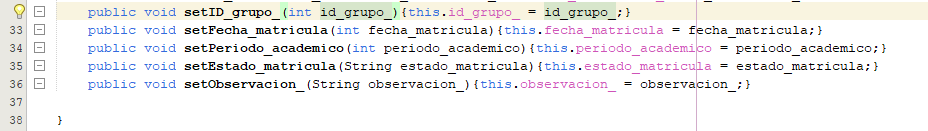 public void setID_grupo_(int id_grupo_){this.id_grupo_ = id_grupo_;}
33 public void setFecha_matricula(int fecha_matricula){this.fecha_matricula = fecha_matricula;}
34 public void setPeriodo_academico(int periodo_academico){this.periodo_academico = periodo_academico;}
35 public void setEstado_matricula(String estado_matricula){this.estado_matricula = estado_matricula;}
36 public void setObservacion_(String observacion_){this.observacion_ = observacion_;}
37
38 }